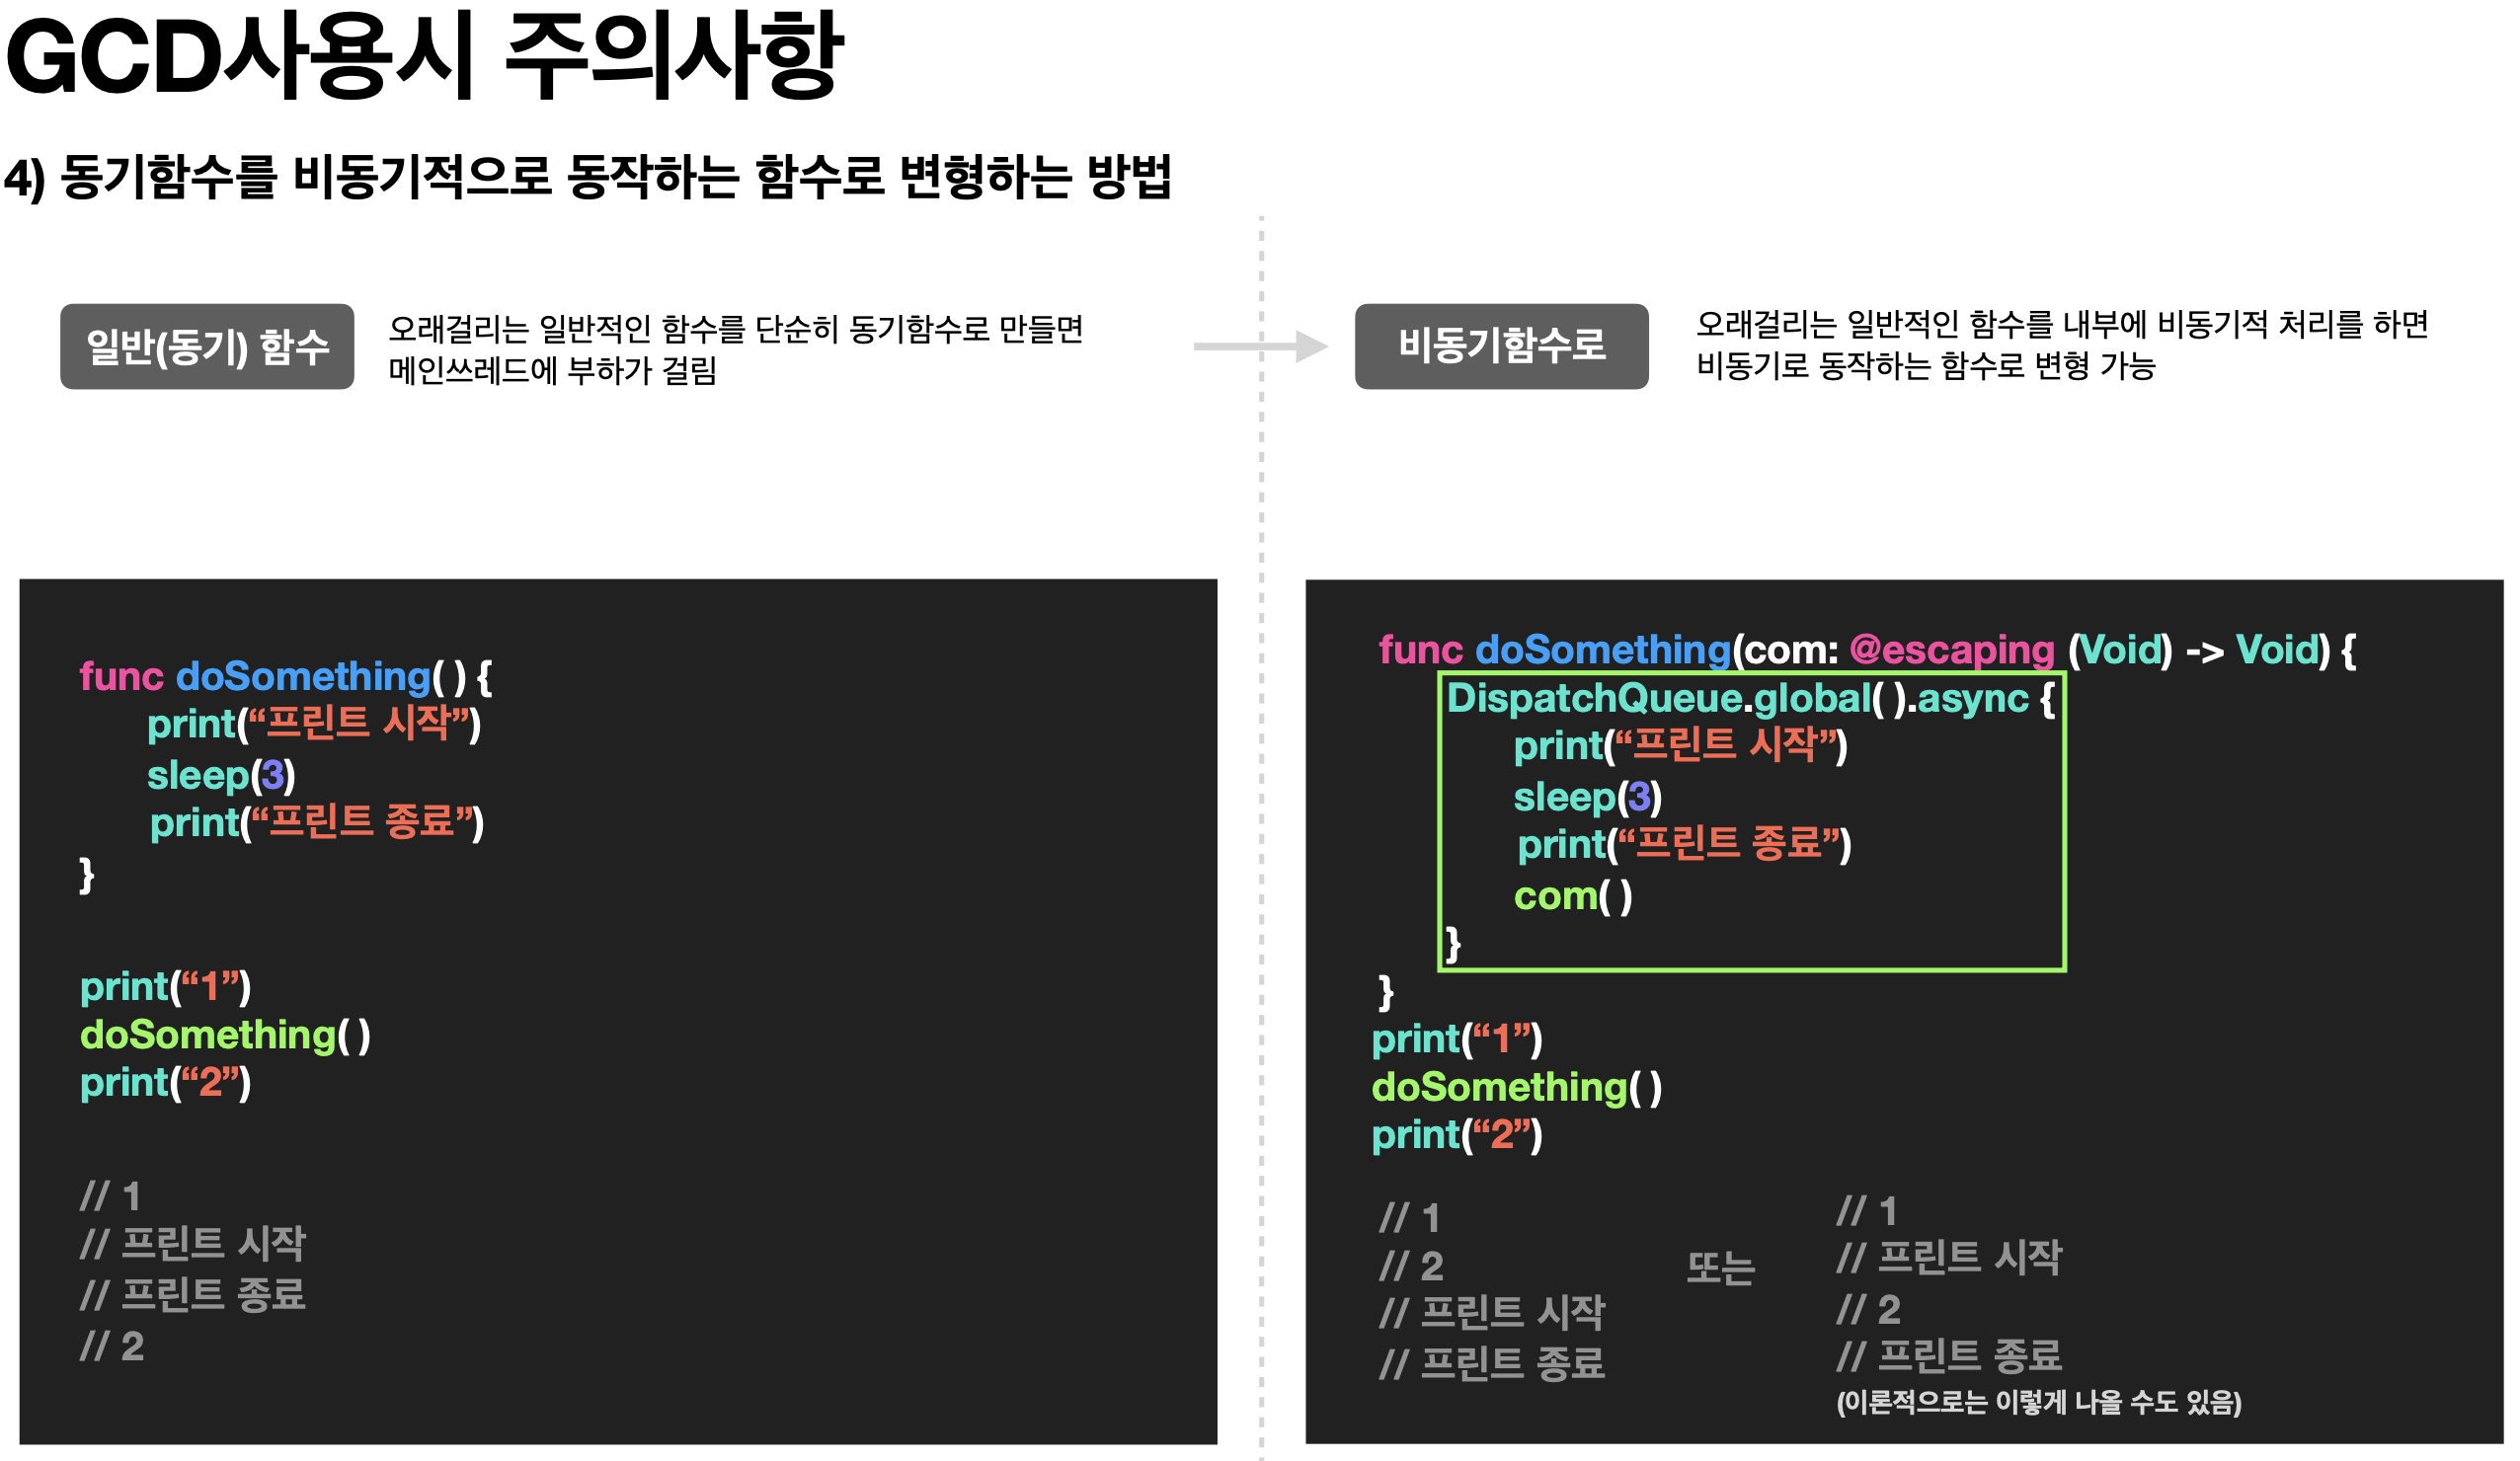 GCD사용시 주의사항
4) 동기함수를 비동기적으로 동작하는 함수로 변형하는 방법
일반(동기) 함수
오래걸리는 일반적인 함수를 단순히 동기함수로 만들면
메인쓰레드에 부하가 걸림
func doSomething( ) {
print(“프린트 시작”)
sleep(3)
print(“프린트 종료”)
}
print(“1”)
doSomething( )
print(“2”)
// 1
// 프린트 시작
// 프린트 종료
// 2
비동기함수로
오래걸리는 일반적인 함수를 내부에 비동기적 처리를 하면
비동기로 동작하는 함수로 변형 가능
func doSomething(com: @escaping (Void) -> Void) {
DispatchQueue.global( ).async {
print(“프린트 시작”)
sleep(3)
print(“프린트 종료”)
com( )
}
}
print(“1”)
doSomething( )
print(“2”)
// 1
// 2
// 프린트 시작
// 프린트 종료
또는
// 1
// 프린트 시작
// 2
// 프린트 종료
(이론적으로는 이렇게 나올 수도 있음)